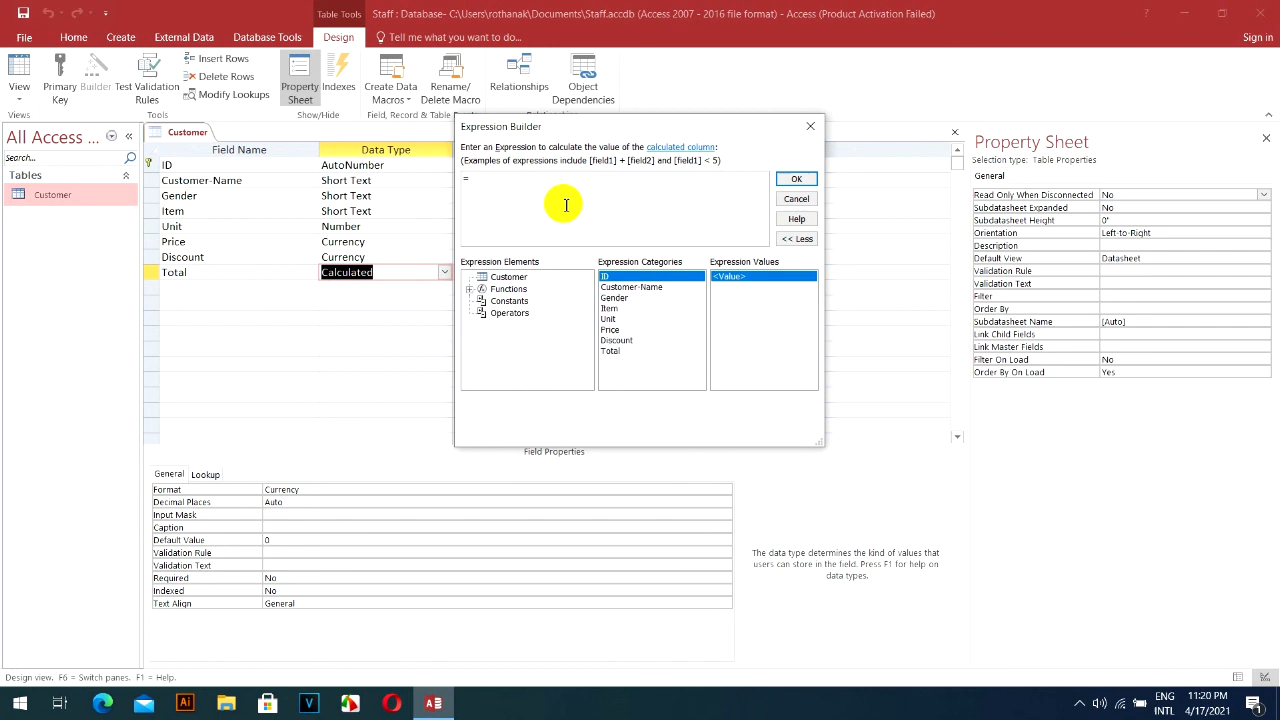 Table Tools
Staff : Database- C:\Users\rothanak\Documents\Staff.accdb (Access 2007 - 2016 file format) - Access (Product Activation Failed)
File Home Create External Data Database Tools Design Tell me what you want to do... Sign in
View
Primary Key
Builder
Test Validation Rules
Insert Rows
Delete Rows
Modify Lookups
Property Sheet
Indexes
Create Data Macros
Rename/ Delete Macro
Relationships
Object Dependencies
Views Tools Show/Hide Field, Record & Table Events
All Access ...
Search...
Tables
Customer
Customer
Field Name Data Type
ID AutoNumber
Customer-Name Short Text
Gender Short Text
Item Short Text
Unit Number
Price Currency
Discount Currency
Total Calculated
Expression Builder
Enter an Expression to calculate the value of the calculated column:
(Examples of expressions include [field1] + [field2] and [field1] < 5)
=
OK
Cancel
Help
<< Less
Expression Elements
Customer
Functions
Constants
Operators
Expression Categories
ID
Customer-Name
Gender
Item
Unit
Price
Discount
Total
Expression Values
<Value>
Field Properties
General Lookup
Format Currency
Decimal Places Auto
Input Mask
Caption
Default Value 0
Validation Rule
Validation Text
Required No
Indexed No
Text Align General
The data type determines the kind of values that
users can store in the field. Press F1 for help on
data types.
Property Sheet
Selection type: Table Properties
General
Read Only When Disconnected No
Subdatasheet Expanded No
Subdatasheet Height 0"
Orientation Left-to-Right
Description
Default View Datasheet
Validation Rule
Validation Text
Filter
Order By
Subdatasheet Name [Auto]
Link Child Fields
Link Master Fields
Filter On Load No
Order By On Load Yes
Design view. F6 = Switch panes. F1 = Help.
ENG
INTL
11:20 PM
4/17/2021